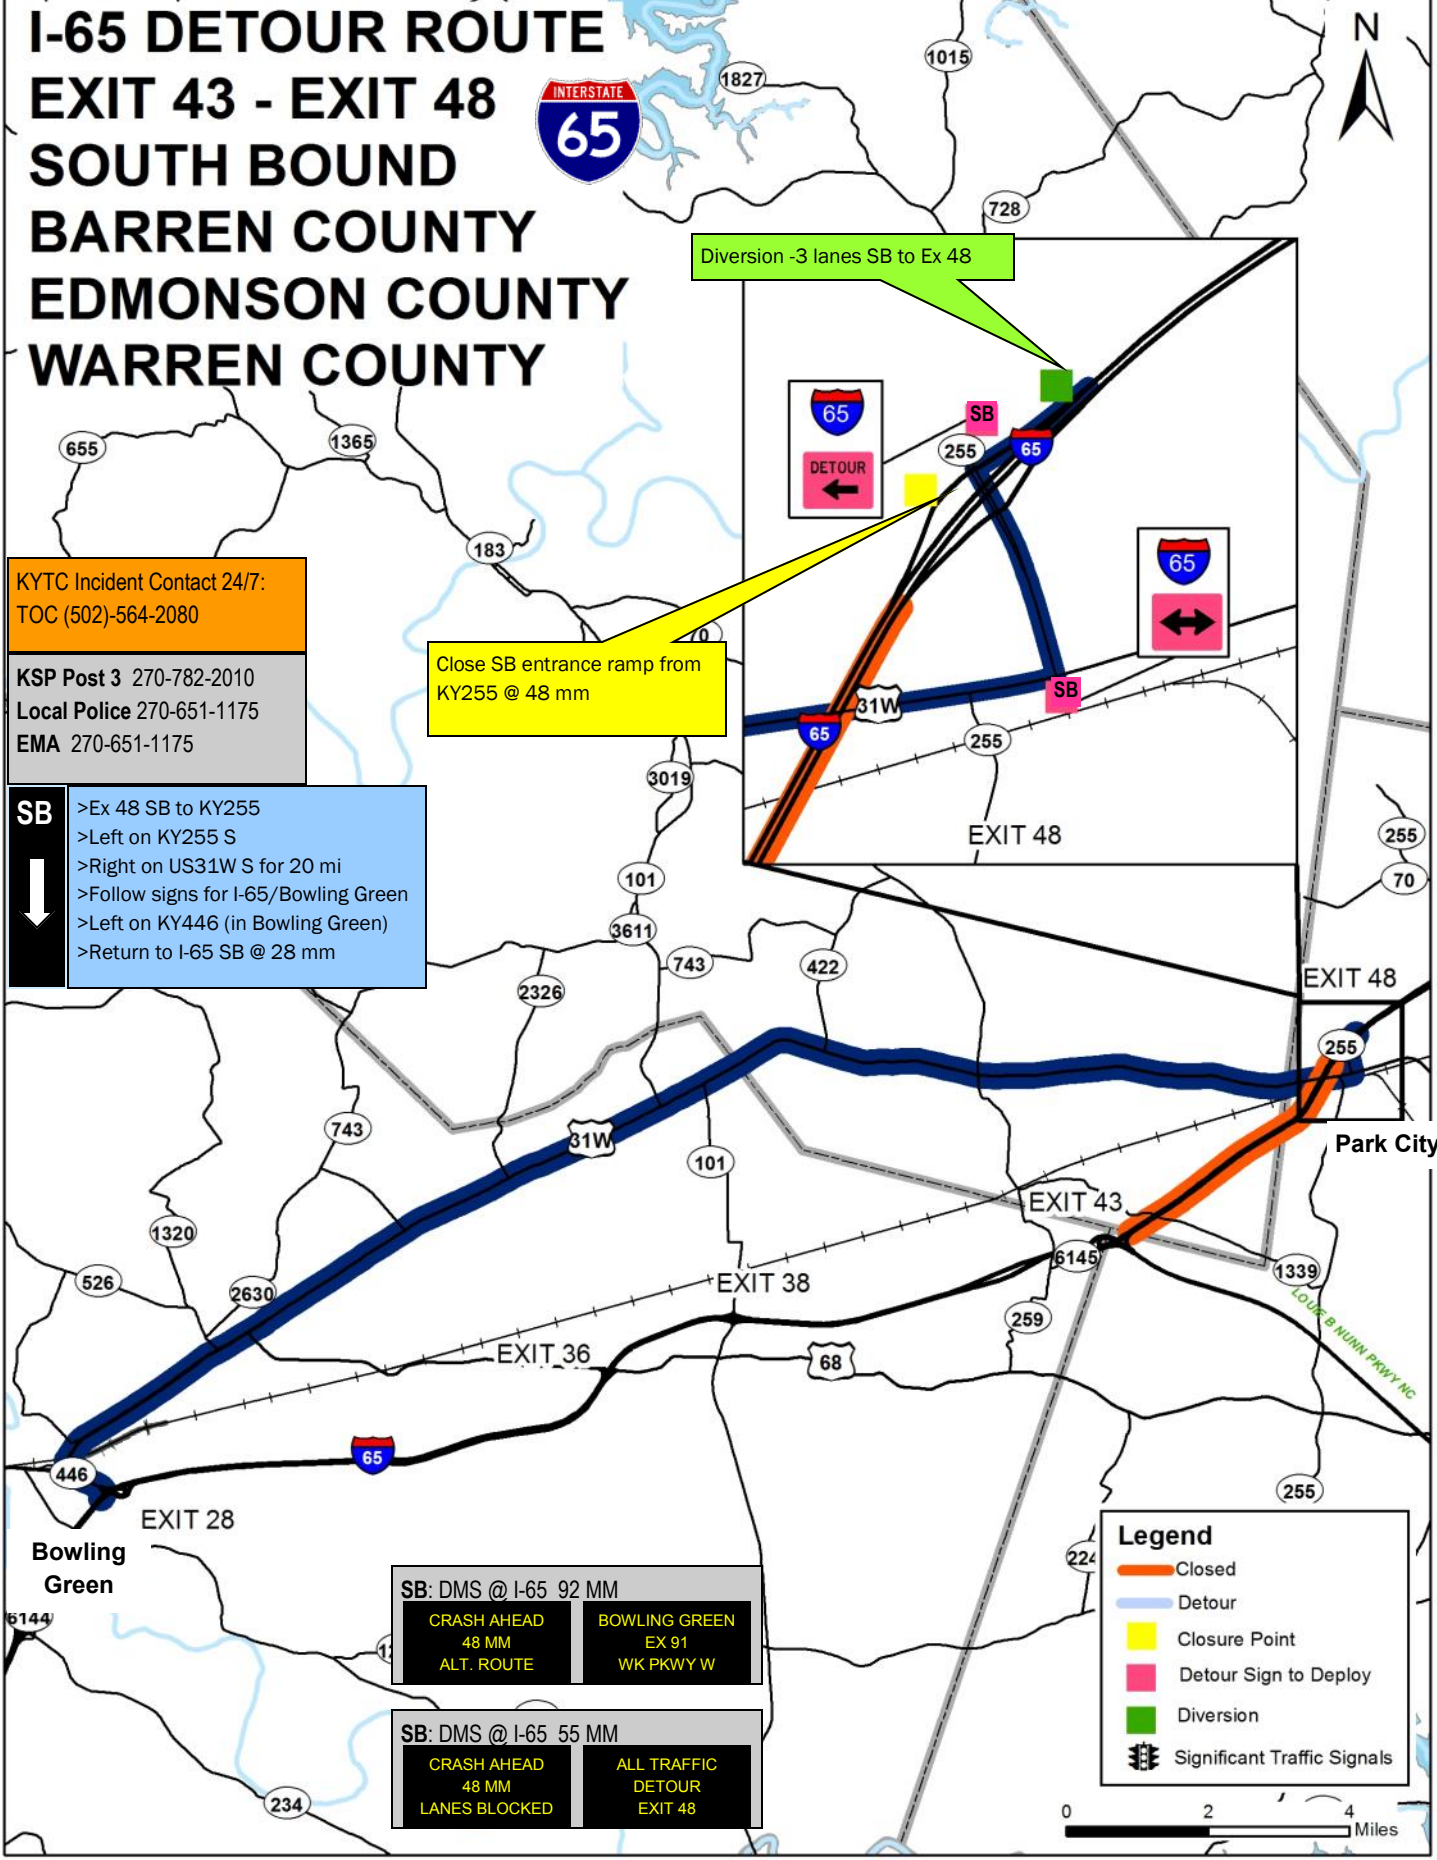 I-65 DETOUR ROUTE
EXIT 43 - EXIT 48
SOUTH BOUND
BARREN COUNTY
EDMONSON COUNTY
WARREN COUNTY
INTERSTATE
65
N
1827
1015
728
Diversion -3 lanes SB to Ex 48
65
DETOUR
SB
255
65
65
SB
31W
65
255
EXIT 48
655
1365
183
KYTC Incident Contact 24/7:
TOC (502)-564-2080
KSP Post 3 270-782-2010
Local Police 270-651-1175
EMA 270-651-1175
Close SB entrance ramp from
KY255 @ 48 mm
SB
>Ex 48 SB to KY255
>Left on KY255 S
>Right on US31W S for 20 mi
>Follow signs for I-65/Bowling Green
>Left on KY446 (in Bowling Green)
>Return to I-65 SB @ 28 mm
3019
101
3611
743
422
2326
255
70
EXIT 48
255
Park City
31W
743
101
1320
526
2630
EXIT 43
6145
1339
LOUIE B NUNN PKWY NC
EXIT 38
259
EXIT 36
68
65
446
EXIT 28
Bowling
Green
6144
255
224
234
SB: DMS @ I-65 92 MM
CRASH AHEAD
48 MM
ALT. ROUTE
BOWLING GREEN
EX 91
WK PKWY W
SB: DMS @ I-65 55 MM
CRASH AHEAD
48 MM
LANES BLOCKED
ALL TRAFFIC
DETOUR
EXIT 48
Legend
Closed
Detour
Closure Point
Detour Sign to Deploy
Diversion
Significant Traffic Signals
0 2 4
Miles